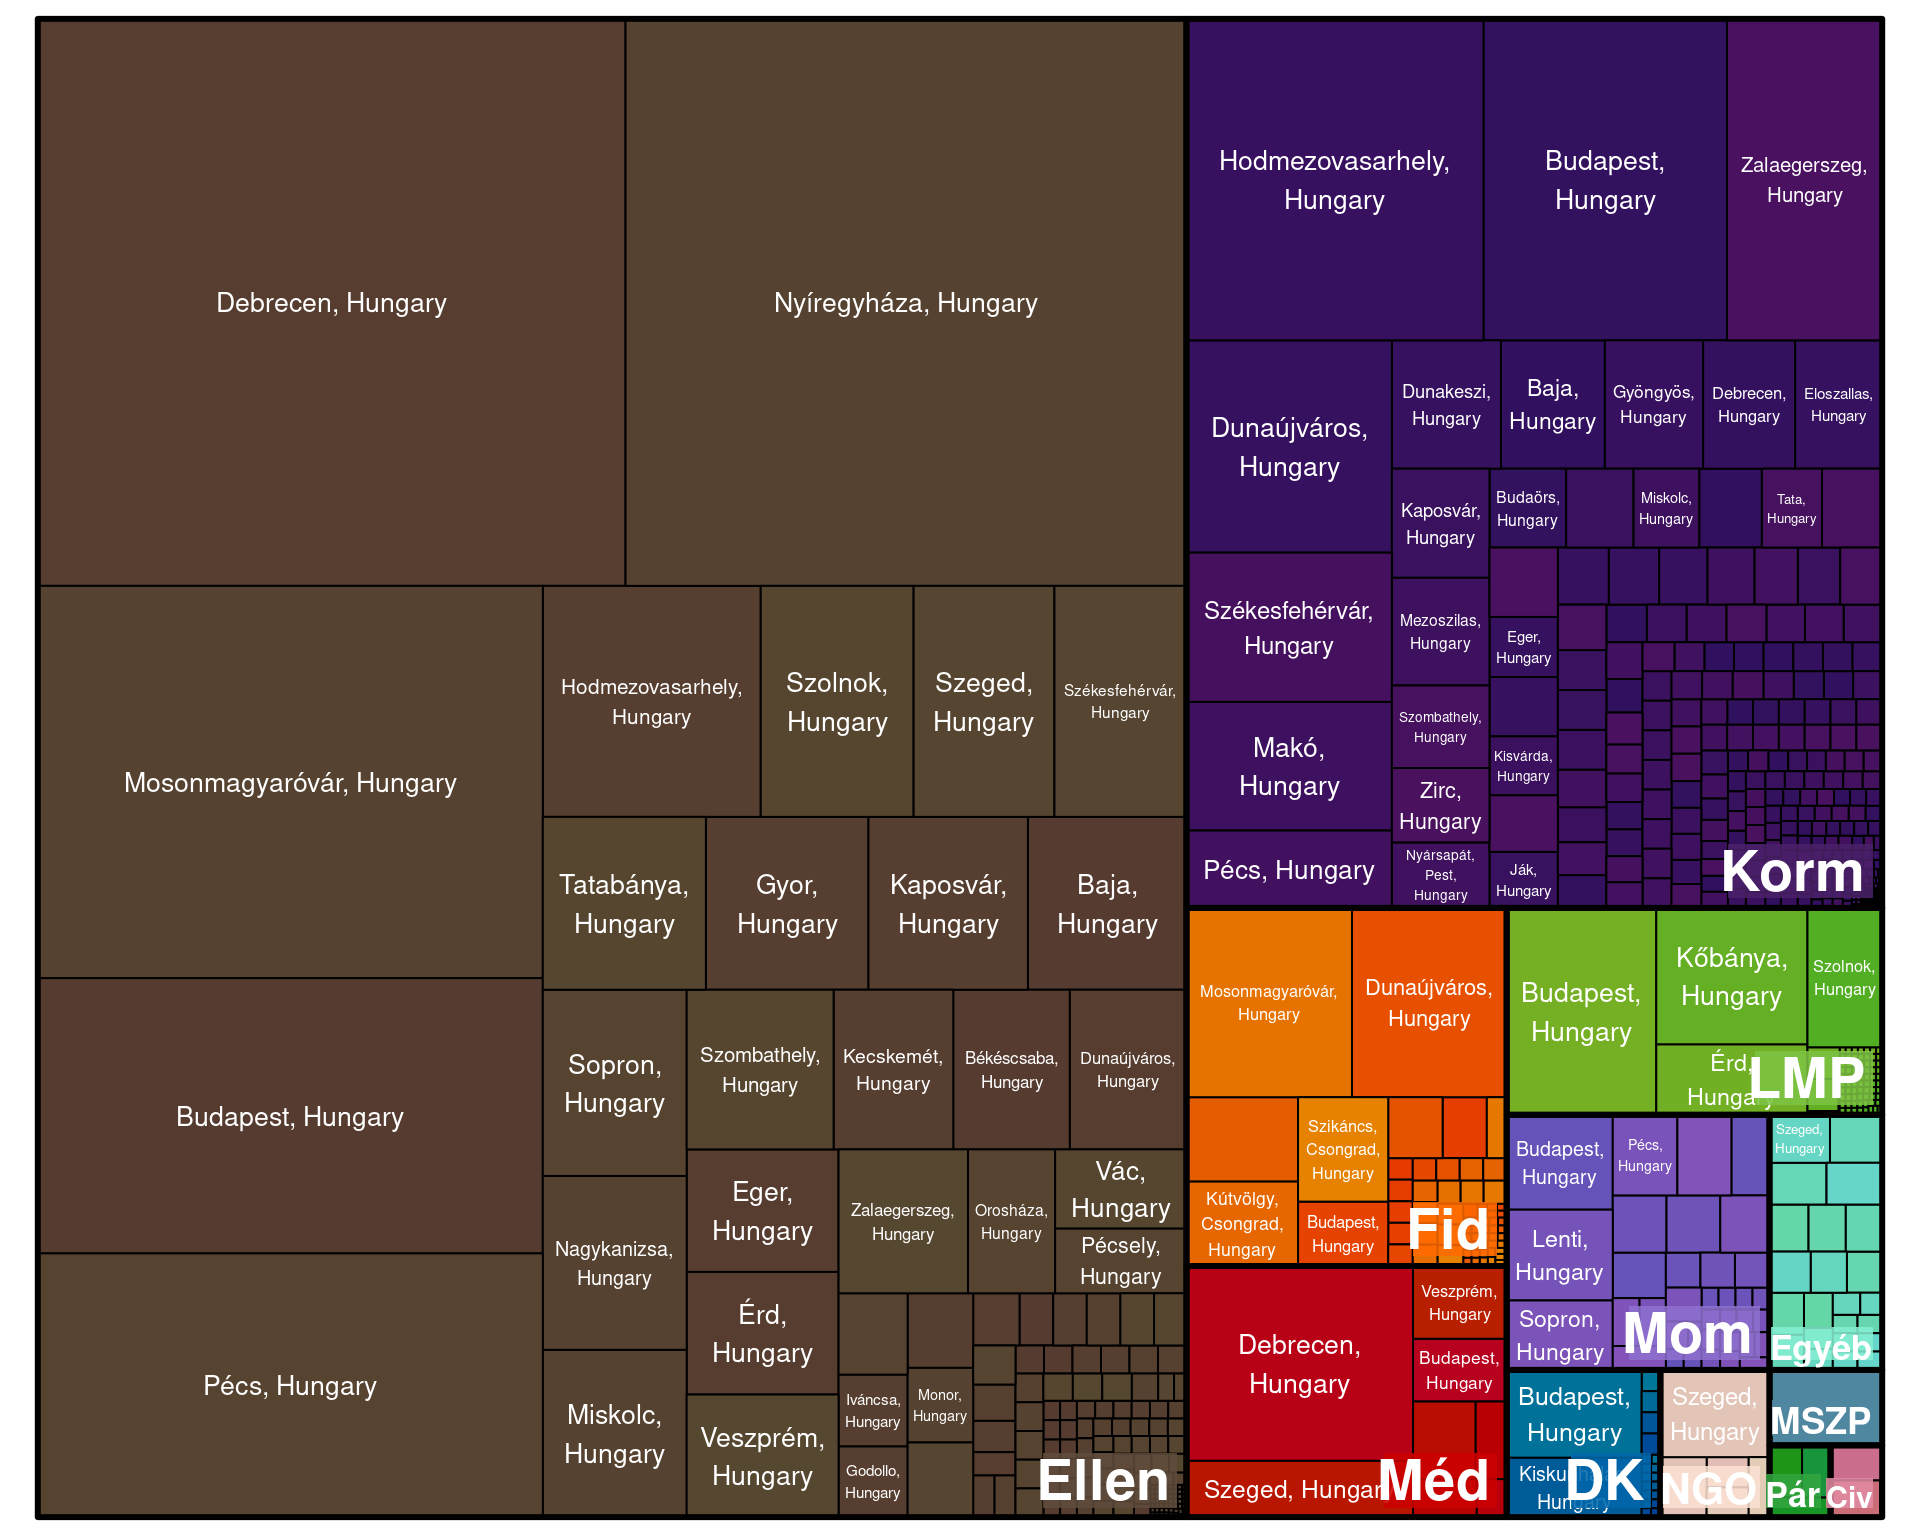 Debrecen, Hungary
Nyíregyháza, Hungary
Mosonmagyaróvár, Hungary
Budapest, Hungary
Pécs, Hungary
Hodmezovasarhely,
Hungary
Szolnok,
Hungary
Szeged,
Hungary
Székesfehérvár,
Hungary
Tatabánya,
Hungary
Gyor,
Hungary
Kaposvár,
Hungary
Baja,
Hungary
Sopron,
Hungary
Szombathely,
Hungary
Kecskemét,
Hungary
Békéscsaba,
Hungary
Dunaújváros,
Hungary
Nagykanizsa,
Hungary
Miskolc,
Hungary
Eger,
Hungary
Érd,
Hungary
Veszprém,
Hungary
Zalaegerszeg,
Hungary
Orosháza,
Hungary
Vác,
Hungary
Pécsely,
Hungary
Iváncsa,
Hungary
Monor,
Hungary
Godollo,
Hungary
Ellen
Hodmezovasarhely,
Hungary
Budapest,
Hungary
Zalaegerszeg,
Hungary
Dunaújváros,
Hungary
Dunakeszi,
Hungary
Baja,
Hungary
Gyöngyös,
Hungary
Debrecen,
Hungary
Eloszallas,
Hungary
Kaposvár,
Hungary
Budaörs,
Hungary
Miskolc,
Hungary
Tata,
Hungary
Székesfehérvár,
Hungary
Mezoszilas,
Hungary
Eger,
Hungary
Makó,
Hungary
Szombathely,
Hungary
Kisvárda,
Hungary
Zirc,
Hungary
Pécs, Hungary
Nyársapát,
Pest,
Hungary
Ják,
Hungary
Korm
Mosonmagyaróvár,
Hungary
Dunaújváros,
Hungary
Szikáncs,
Csongrad,
Hungary
Kútvölgy,
Csongrad,
Hungary
Budapest,
Hungary
Fid
Budapest,
Hungary
Kőbánya,
Hungary
Szolnok,
Hungary
Érd,
Hungary
LMP
Debrecen,
Hungary
Veszprém,
Hungary
Budapest,
Hungary
Szeged, Hungar
Méd
Budapest,
Hungary
Pécs,
Hungary
Lenti,
Hungary
Sopron,
Hungary
Mom
Szeged,
Hungary
Egyéb
Budapest,
Hungary
Hungary
DK
Szeged,
Hungary
NGO
MSZP
Pár
Civ